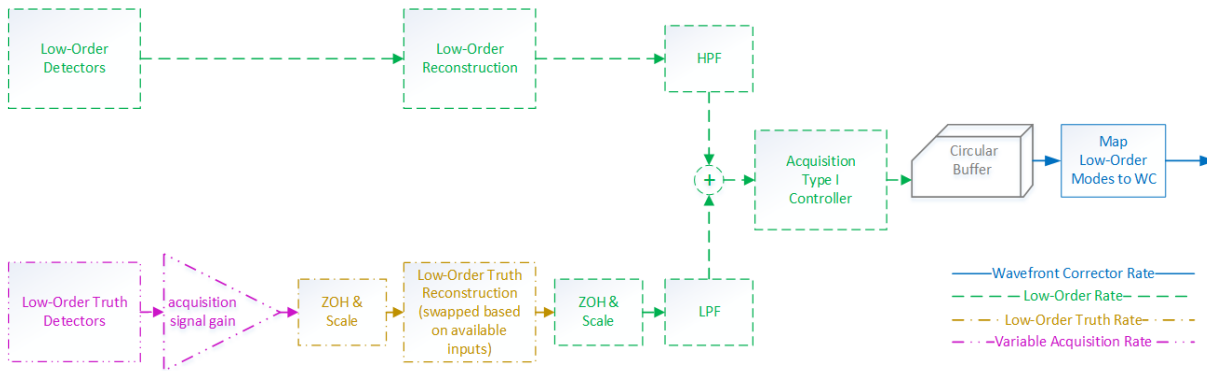 Low-Order
Detectors
Low-Order
Reconstruction
HPF
+
Acquisition
Type I
Controller
Circular
Buffer
Map
Low-Order
Modes to WC
Low-Order Truth
Detectors
acquisition
signal gain
ZOH &
Scale
Low-Order Truth
Reconstruction
(swapped based
on available
inputs)
ZOH &
Scale
LPF
Wavefront Corrector Rate
Low-Order Rate
Low-Order Truth Rate
Variable Acquisition Rate